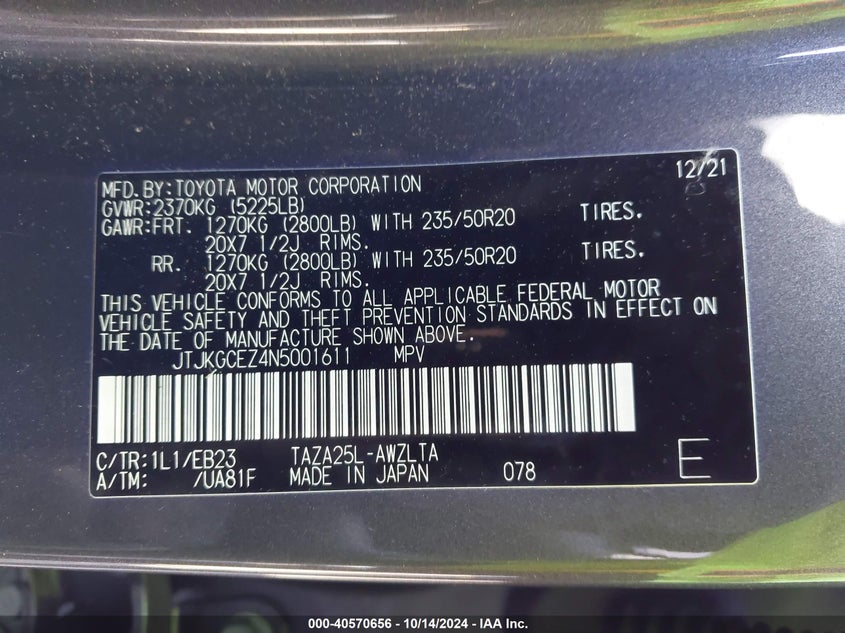 MFD.BY:TOYOTA MOTOR CORPORATION 12/21
GVWR:2370KG (5225LB)
GAWR:FRT. 1270KG (2800LB) WITH 235/50R20 TIRES.
20X7 1/2J RIMS.
RR. 1270KG (2800LB) WITH 235/50R20 TIRES.
20X7 1/2J RIMS.
THIS VEHICLE CONFORMS TO ALL APPLICABLE FEDERAL MOTOR
VEHICLE SAFETY AND THEFT PREVENTION STANDARDS IN EFFECT ON
THE DATE OF MANUFACTURE SHOWN ABOVE.
JTJKGCEZ4N5001611 MPV
C/TR:1L1/EB23 TAZA25L-AWZLTA
A/TM: /UA81F MADE IN JAPAN 078 E
000-40570656 - 10/14/2024 - IAA Inc.